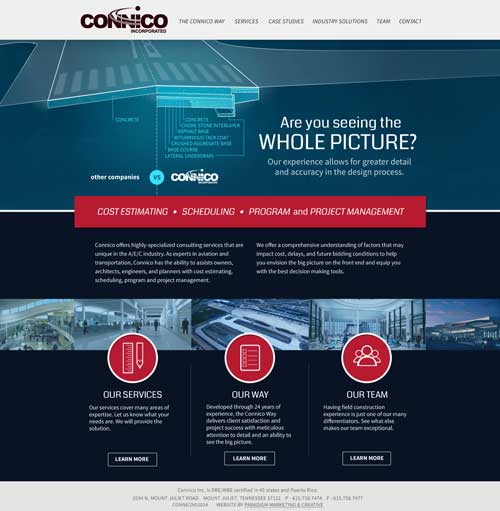 CONNICO
INCORPORATED
THE CONNICO WAY SERVICES CASE STUDIES INDUSTRY SOLUTIONS TEAM CONTACT
CONCRETE
CONCRETE
CHOKE STONE INTERLAYER
ASPHALT BASE
BITUMINOUS TACK COAT
CRUSHED AGGREGATE BASE
BASE COURSE
LATERAL UNDERDRAIN
other companies VS CONNICO
INCORPORATED
Are you seeing the
WHOLE PICTURE?
Our experience allows for greater detail
and accuracy in the design process.
COST ESTIMATING • SCHEDULING • PROGRAM and PROJECT MANAGEMENT
Connico offers highly specialized consulting services that are
unique in the A/E/C industry. As experts in aviation and
transportation, Connico has the ability to assists owners,
architects, engineers, and planners with cost estimating,
scheduling, program and project management.
We offer a comprehensive understanding of factors that may
impact cost, delays, and future bidding conditions to help
you envision the big picture on the front end and equip you
with the best decision making tools.
OUR SERVICES
Our services cover many areas of
expertise. Let us know what your
needs are. We will provide the
solution.
LEARN MORE
OUR WAY
Developed through 24 years of
experience, the Connico Way
delivers client satisfaction and
project success with meticulous
attention to detail and an ability to
see the big picture.
LEARN MORE
OUR TEAM
Having field construction
experience is just one of our many
differentiators. See what else
makes our team exceptional.
LEARN MORE
Connico Inc. is DBE/WBE certified in 40 states and Puerto Rico.
2594 N. MOUNT JULIET ROAD MOUNT JULIET, TENNESSEE 37122 P - 615.758.7474 F - 615.758.7477
CONNICO©2014 WEBSITE BY PARADIGM MARKETING & CREATIVE